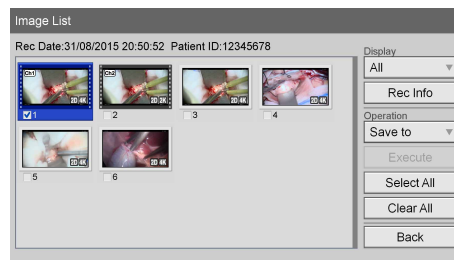 Image List
Rec Date:31/08/2015 20:50:52 Patient ID:12345678
Display
All
Rec Info
Operation
Save to
Execute
Select All
Clear All
Back
Ch1
2D 4K
1
Ch2
2D 4K
2
2D 4K
3
2D 4K
4
2D 4K
5
2D 4K
6